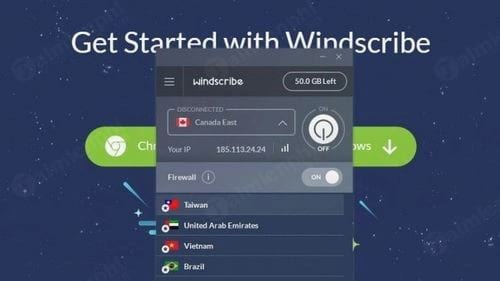 Get Started with Windscribe
windscribe
50.0 GB Left
DISCONNECTED
ON
Canada East
OFF
Your IP 185.113.24.24
Firewall
ON
Taiwan
United Arab Emirates
Vietnam
Brazil